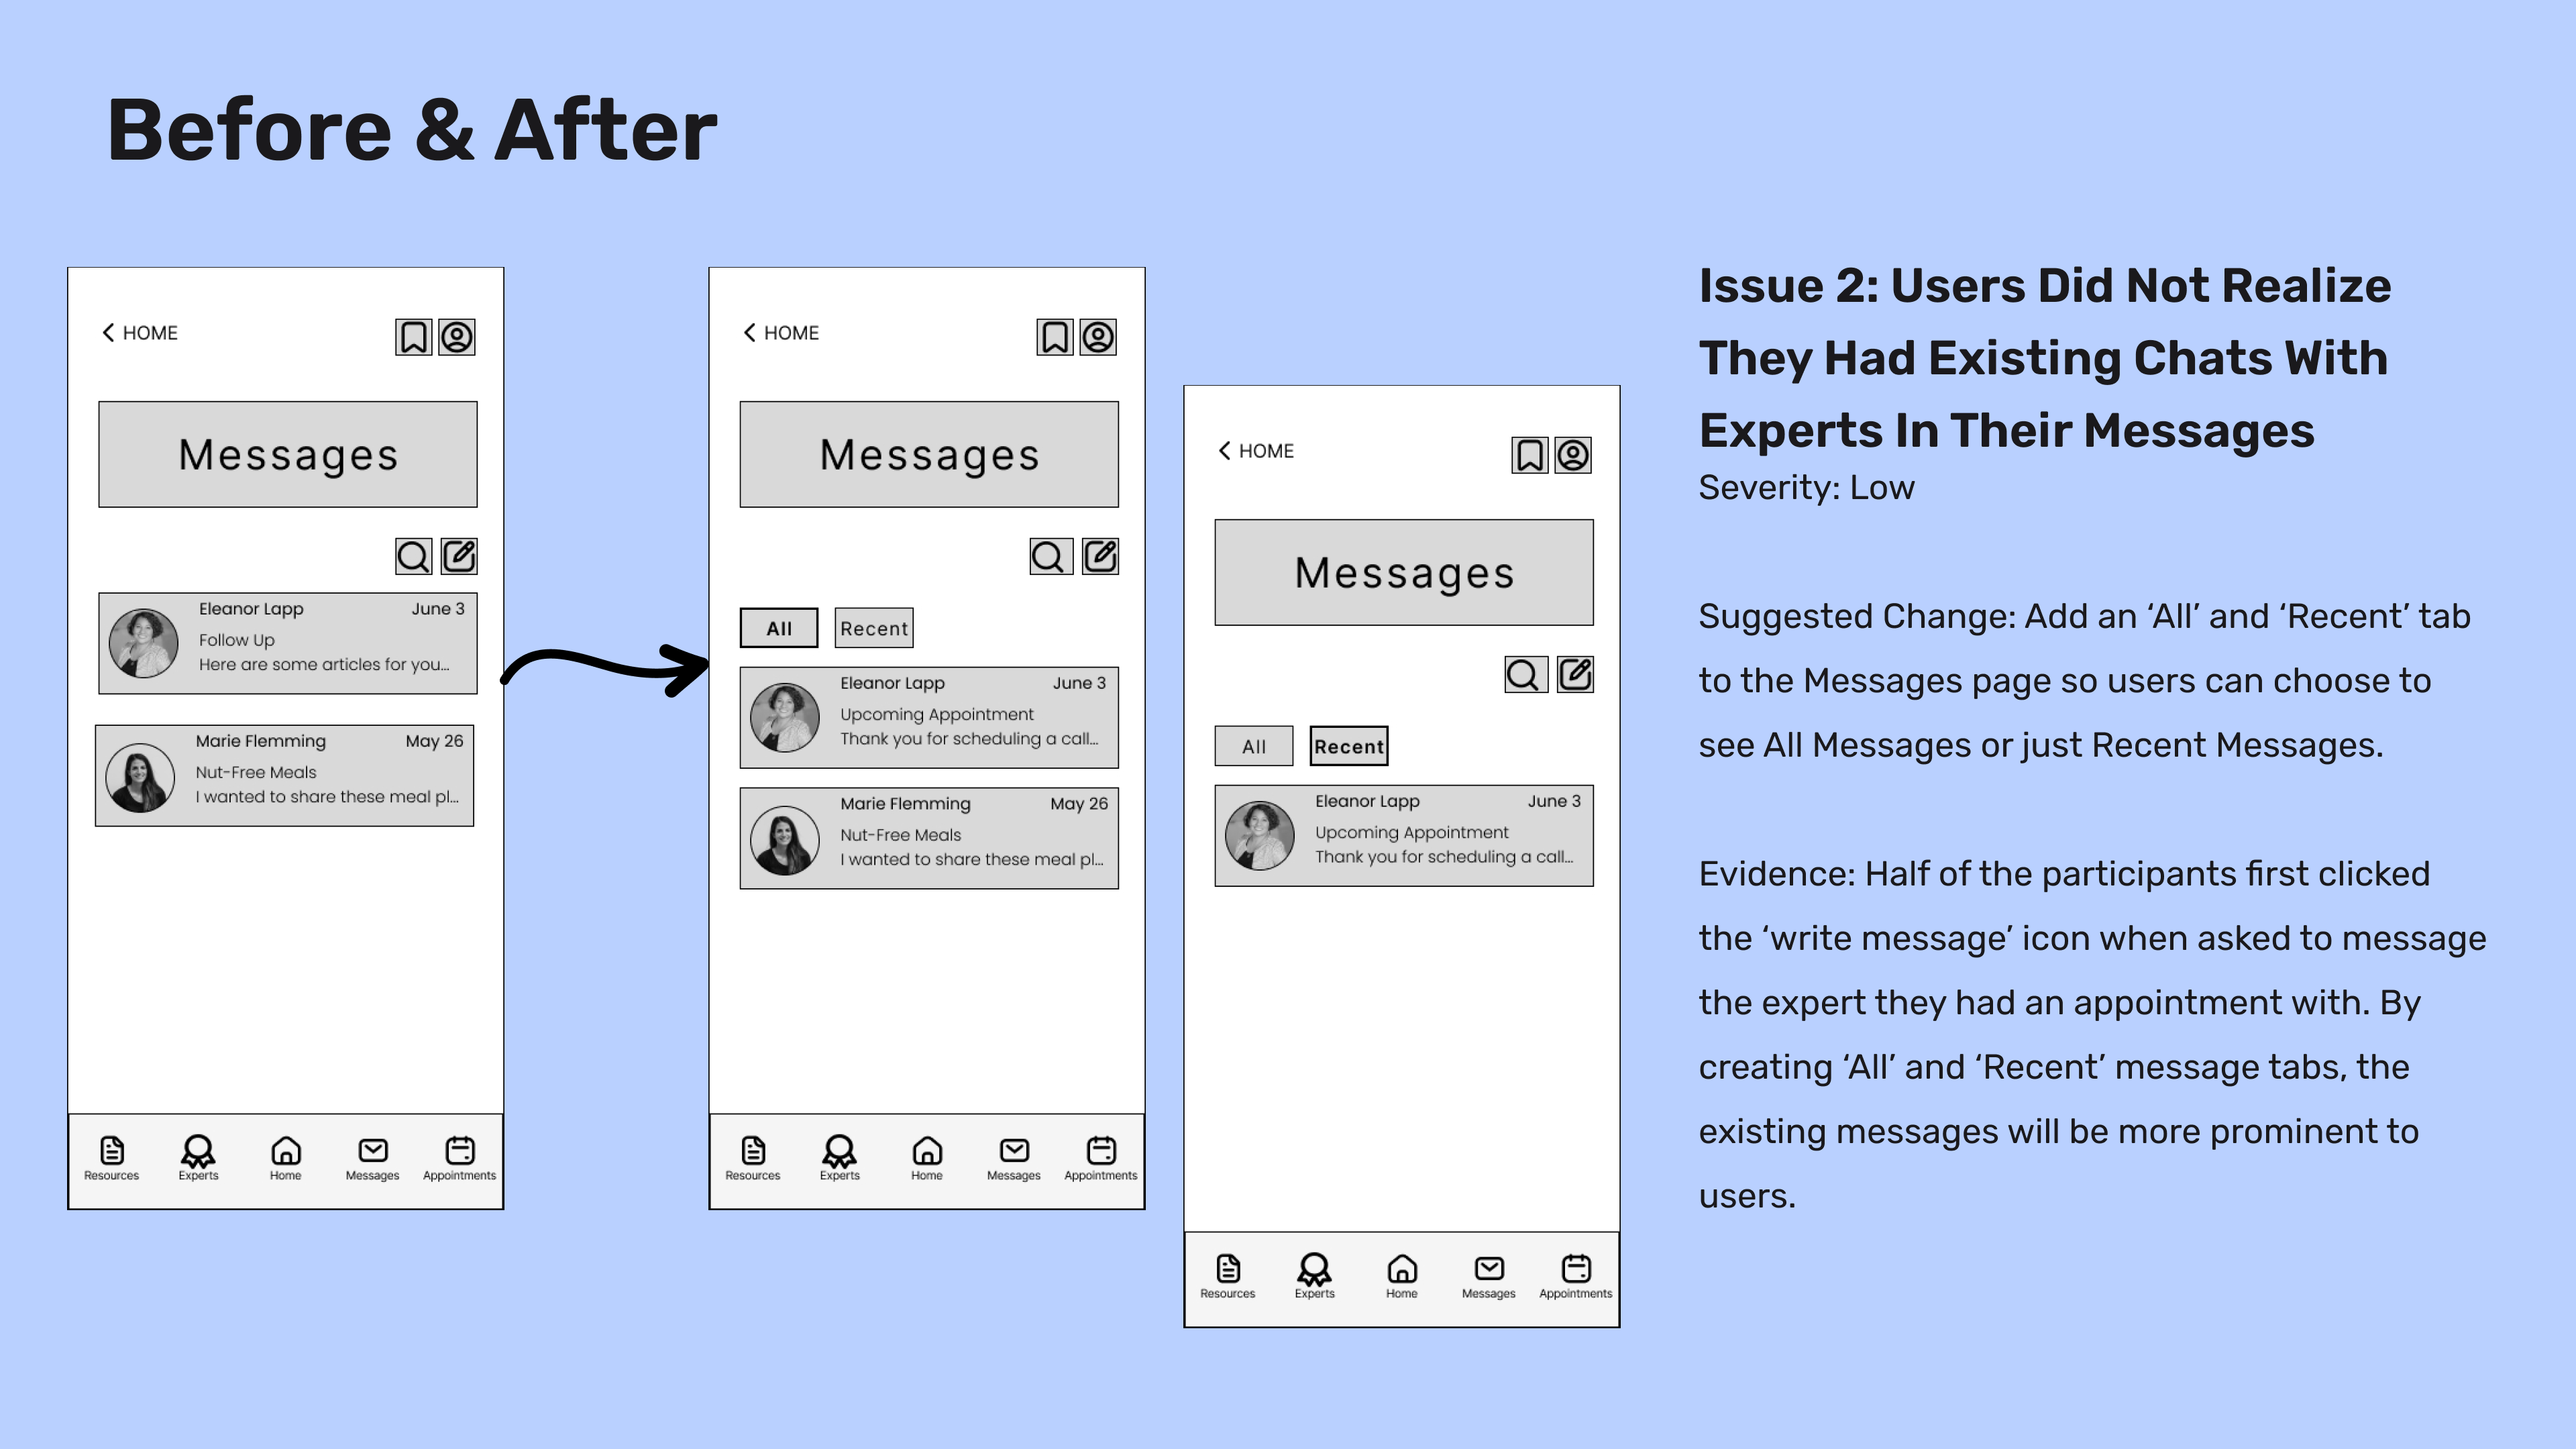 Before & After
HOME
Messages
Eleanor Lapp June 3
Follow Up
Here are some articles for you...
Marie Flemming May 26
Nut-Free Meals
I wanted to share these meal pl...
Resources Experts Home Messages Appointments
HOME
Messages
All Recent
Eleanor Lapp June 3
Upcoming Appointment
Thank you for scheduling a call...
Marie Flemming May 26
Nut-Free Meals
I wanted to share these meal pl...
Resources Experts Home Messages Appointments
HOME
Messages
All Recent
Eleanor Lapp June 3
Upcoming Appointment
Thank you for scheduling a call...
Resources Experts Home Messages Appointments
Issue 2: Users Did Not Realize
They Had Existing Chats With
Experts In Their Messages
Severity: Low
Suggested Change: Add an ‘All’ and ‘Recent’ tab
to the Messages page so users can choose to
see All Messages or just Recent Messages.
Evidence: Half of the participants first clicked
the ‘write message’ icon when asked to message
the expert they had an appointment with. By
creating ‘All’ and ‘Recent’ message tabs, the
existing messages will be more prominent to
users.